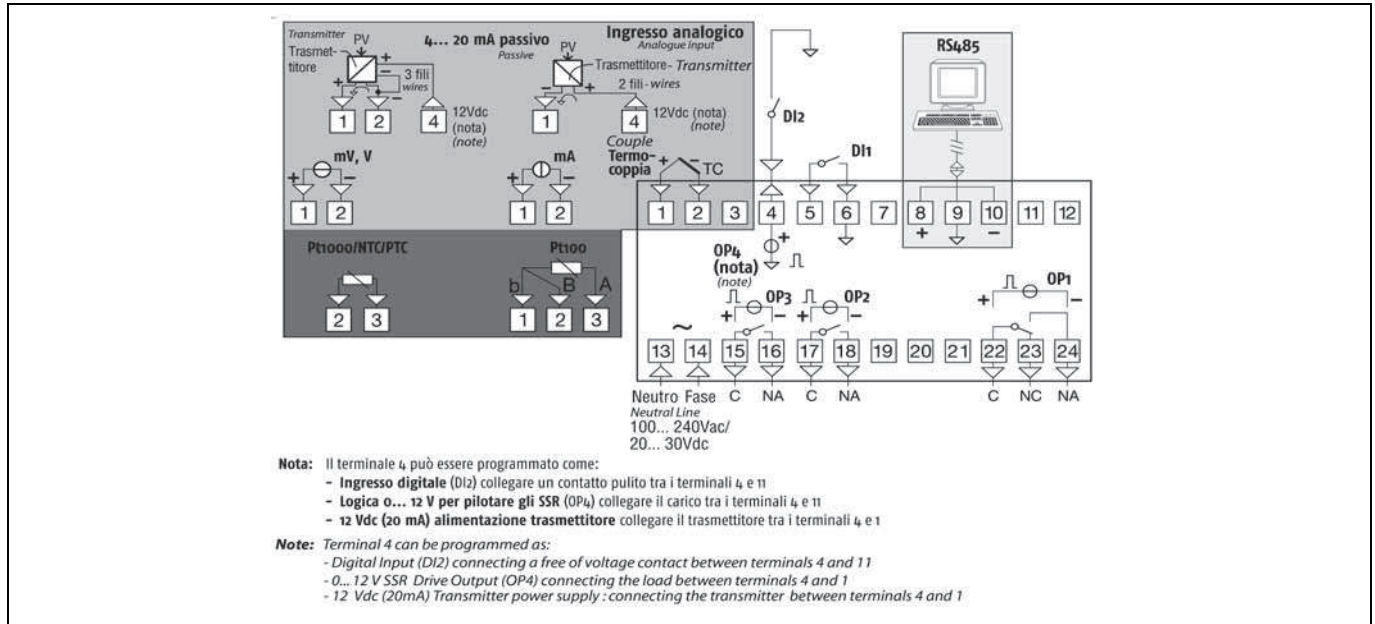 Transmitter
Trasmet-
titore
PV
3 fili
wires
+
−
+
−
1 2 4
12Vdc
(nota)
(note)
4... 20 mA passivo
Passive
PV
Ingresso analogico
Analogue input
Trasmettitore - Transmitter
2 fili - wires
− +
1 4
12Vdc (nota)
(note)
mV, V
+ −
1 2
mA
+ −
1 2
Couple
Termo-
coppia
+ −
TC
DI2
DI1
RS485
1 2 3 4 5 6 7 8 9 10 11 12
+ −
Pt1000/NTC/PTC
2 3
Pt100
b B A
1 2 3
+
OP4
(nota)
(note)
OP3
+ −
OP2
+ −
OP1
+ −
~
13 14 15 16 17 18 19 20 21 22 23 24
Neutro Fase C NA C NA C NC NA
Neutral Line
100... 240Vac/
20... 30Vdc
Nota: Il terminale 4 può essere programmato come:
- Ingresso digitale (DI2) collegare un contatto pulito tra i terminali 4 e 11
- Logica 0... 12 V per pilotare gli SSR (OP4) collegare il carico tra i terminali 4 e 11
- 12 Vdc (20 mA) alimentazione trasmettitore collegare il trasmettitore tra i terminali 4 e 1
Note: Terminal 4 can be programmed as:
- Digital Input (DI2) connecting a free of voltage contact between terminals 4 and 11
- 0... 12 V SSR Drive Output (OP4) connecting the load between terminals 4 and 1
- 12 Vdc (20mA) Transmitter power supply : connecting the transmitter between terminals 4 and 1